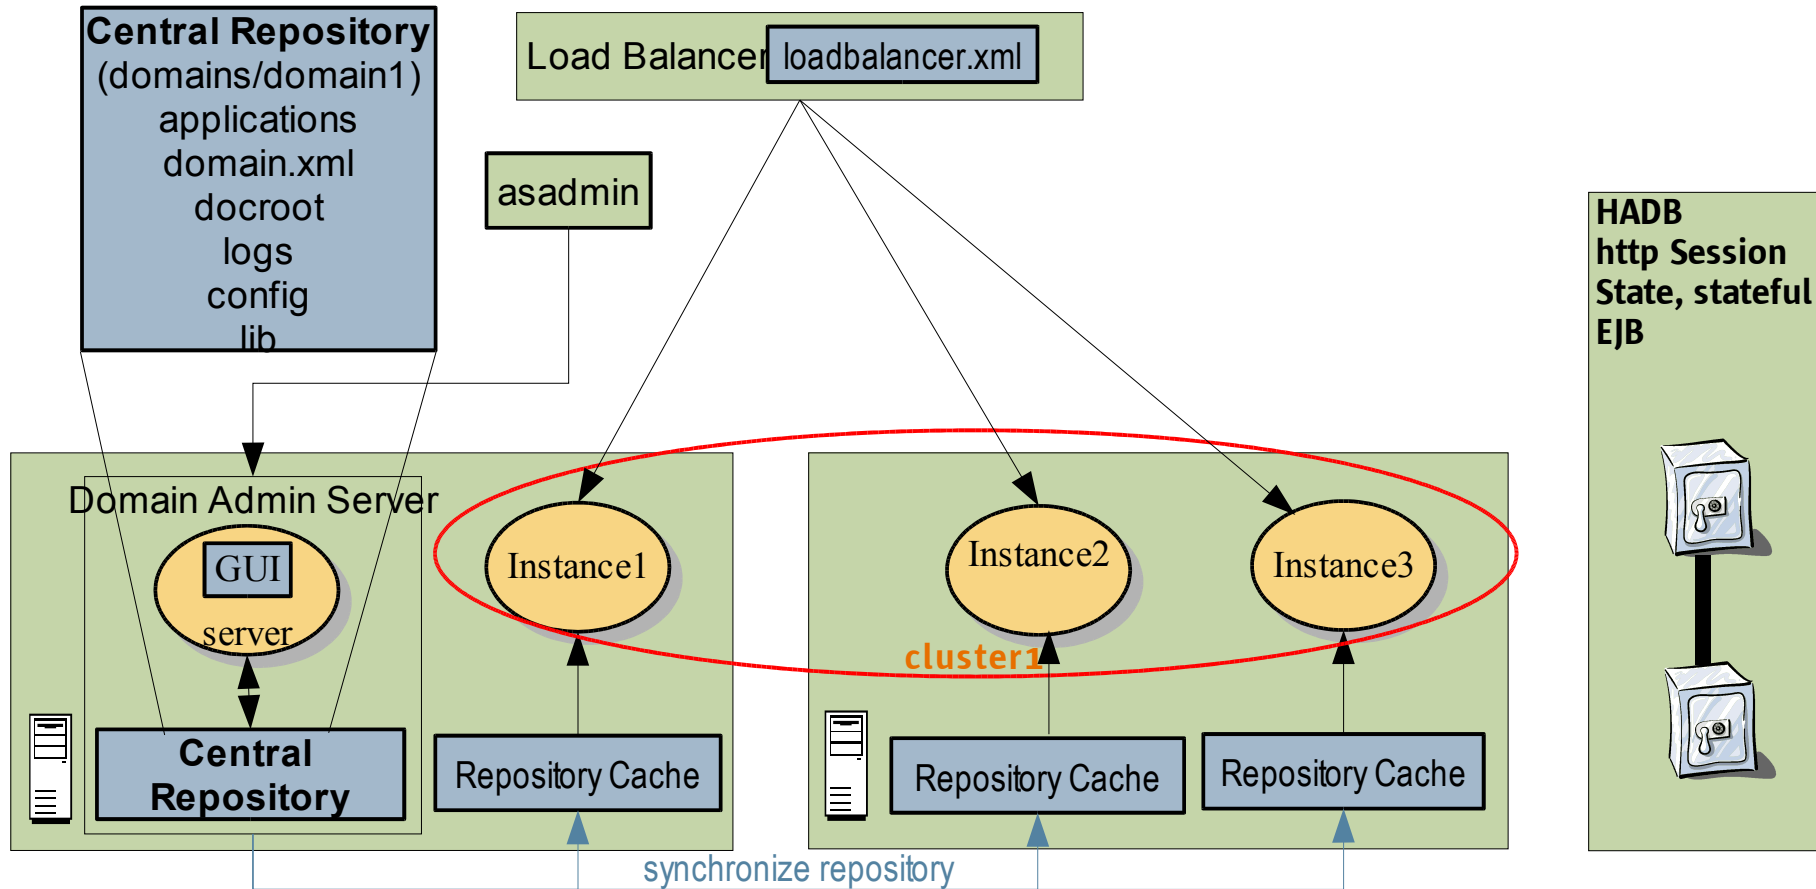 Central Repository
(domains/domain1)
applications
domain.xml
docroot
logs
config
lib
Load Balancer
loadbalancer.xml
asadmin
HADB
http Session
State, stateful
EJB
Domain Admin Server
GUI
server
Instance1
Instance2
Instance3
cluster1
Central
Repository
Repository Cache
Repository Cache
Repository Cache
synchronize repository